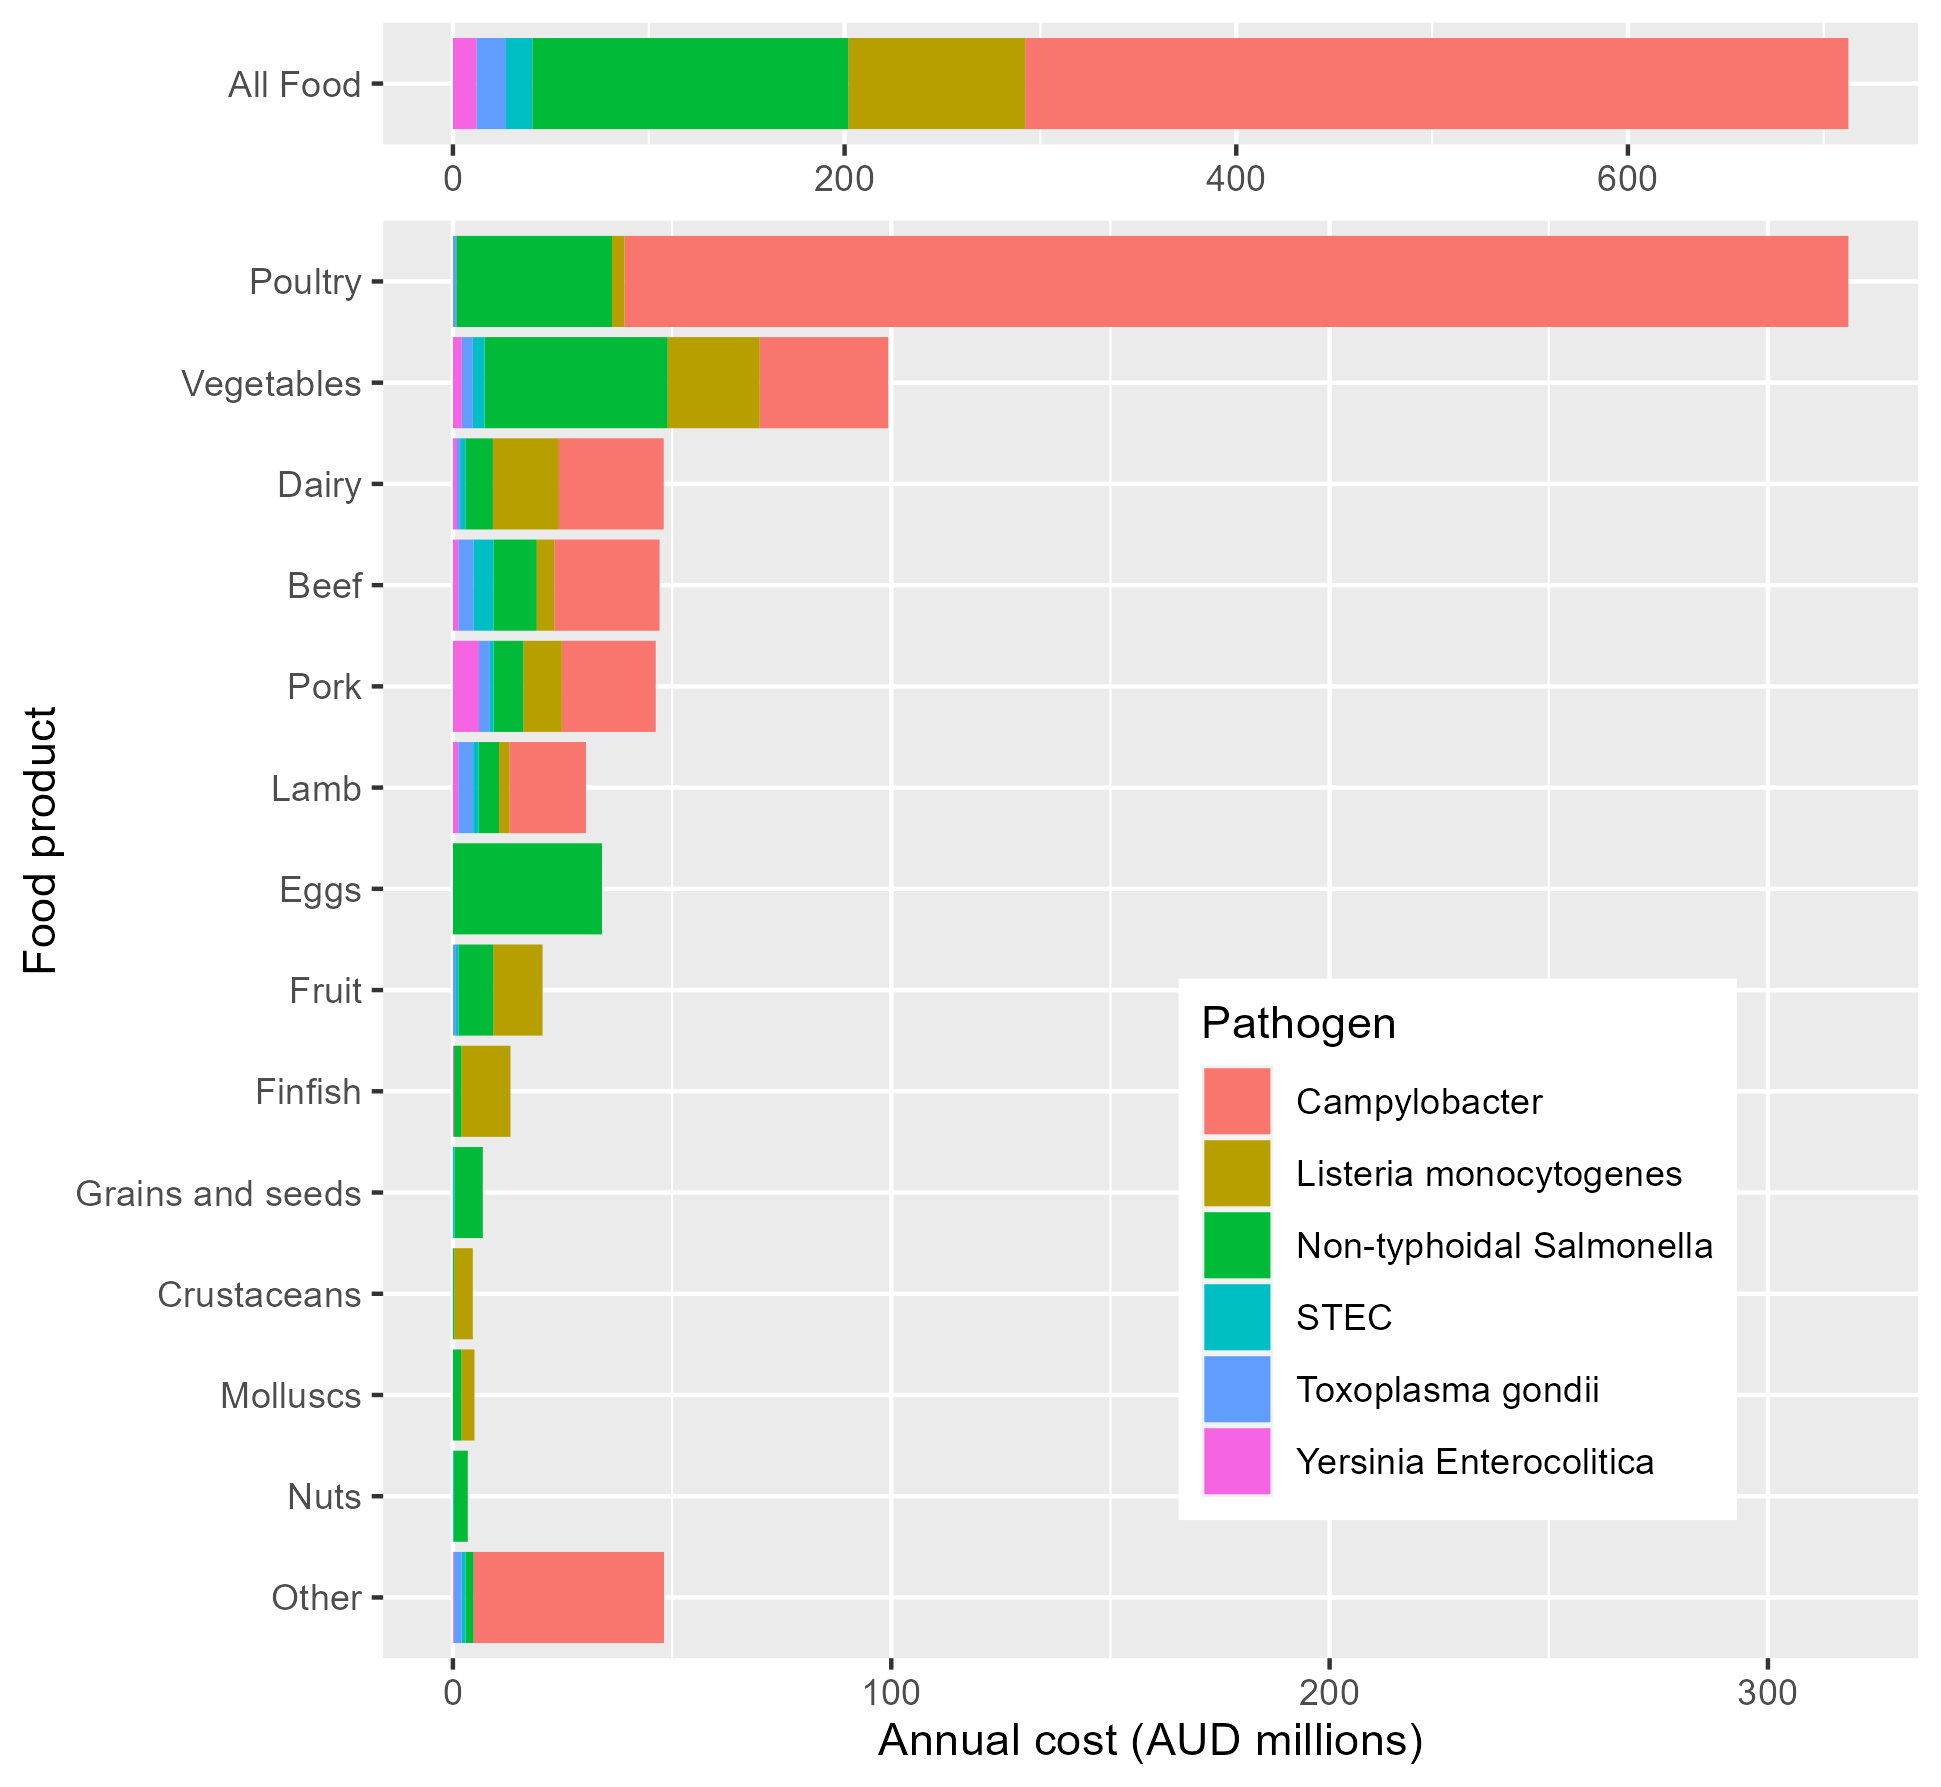 All Food
0 200 400 600
Poultry
Vegetables
Dairy
Beef
Pork
Lamb
Eggs
Fruit
Finfish
Grains and seeds
Crustaceans
Molluscs
Nuts
Other
Food product
Pathogen
Campylobacter
Listeria monocytogenes
Non-typhoidal Salmonella
STEC
Toxoplasma gondii
Yersinia Enterocolitica
0 100 200 300
Annual cost (AUD millions)